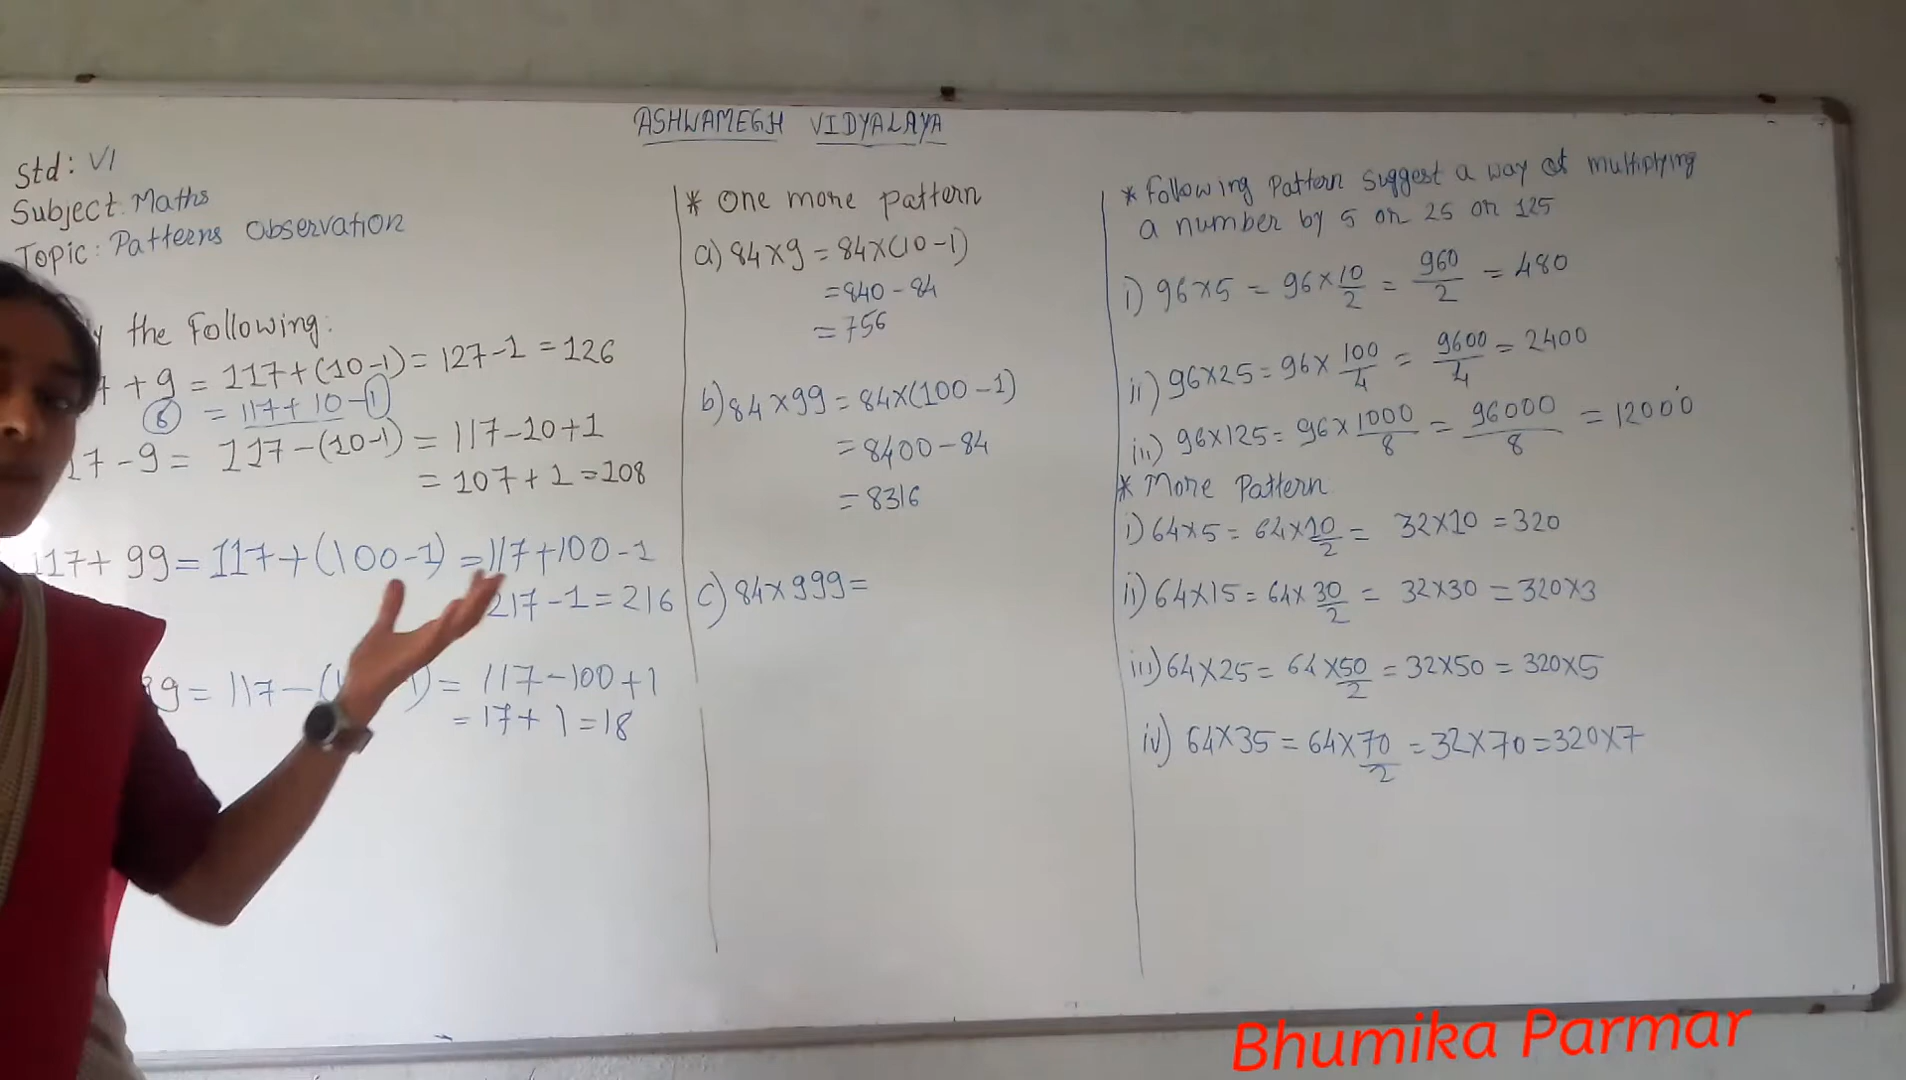 ASHWAMEGH VIDYALAYA
Std: VI
Subject: Maths
Topic: Patterns observation
the Following:
+ 9 = 117+(10-1) = 127-1 = 126
⑧ = 117+10-1
7-9 = 117-(10-1) = 117-10+1
= 107+1 = 108
117+99 = 117+(100-1) = 117+100-1
217-1 = 216
9 = 117-( 1) = 117-100+1
= 17+1 = 18
* One more pattern
a) 84×9 = 84×(10-1)
= 840-84
= 756
b) 84×99 = 84×(100-1)
= 8400-84
= 8316
c) 84×999 =
* Following Pattern suggest a way of multiplying
a number by 5 or 25 or 125
i) 96×5 = 96×10/2 = 960/2 = 480
ii) 96×25 = 96×100/4 = 9600/4 = 2400
iii) 96×125 = 96×1000/8 = 96000/8 = 12000
* More Pattern
i) 64×5 = 64×10/2 = 32×10 = 320
ii) 64×15 = 64×30/2 = 32×30 = 320×3
iii) 64×25 = 64×50/2 = 32×50 = 320×5
iv) 64×35 = 64×70/2 = 32×70 = 320×7
Bhumika Parmar